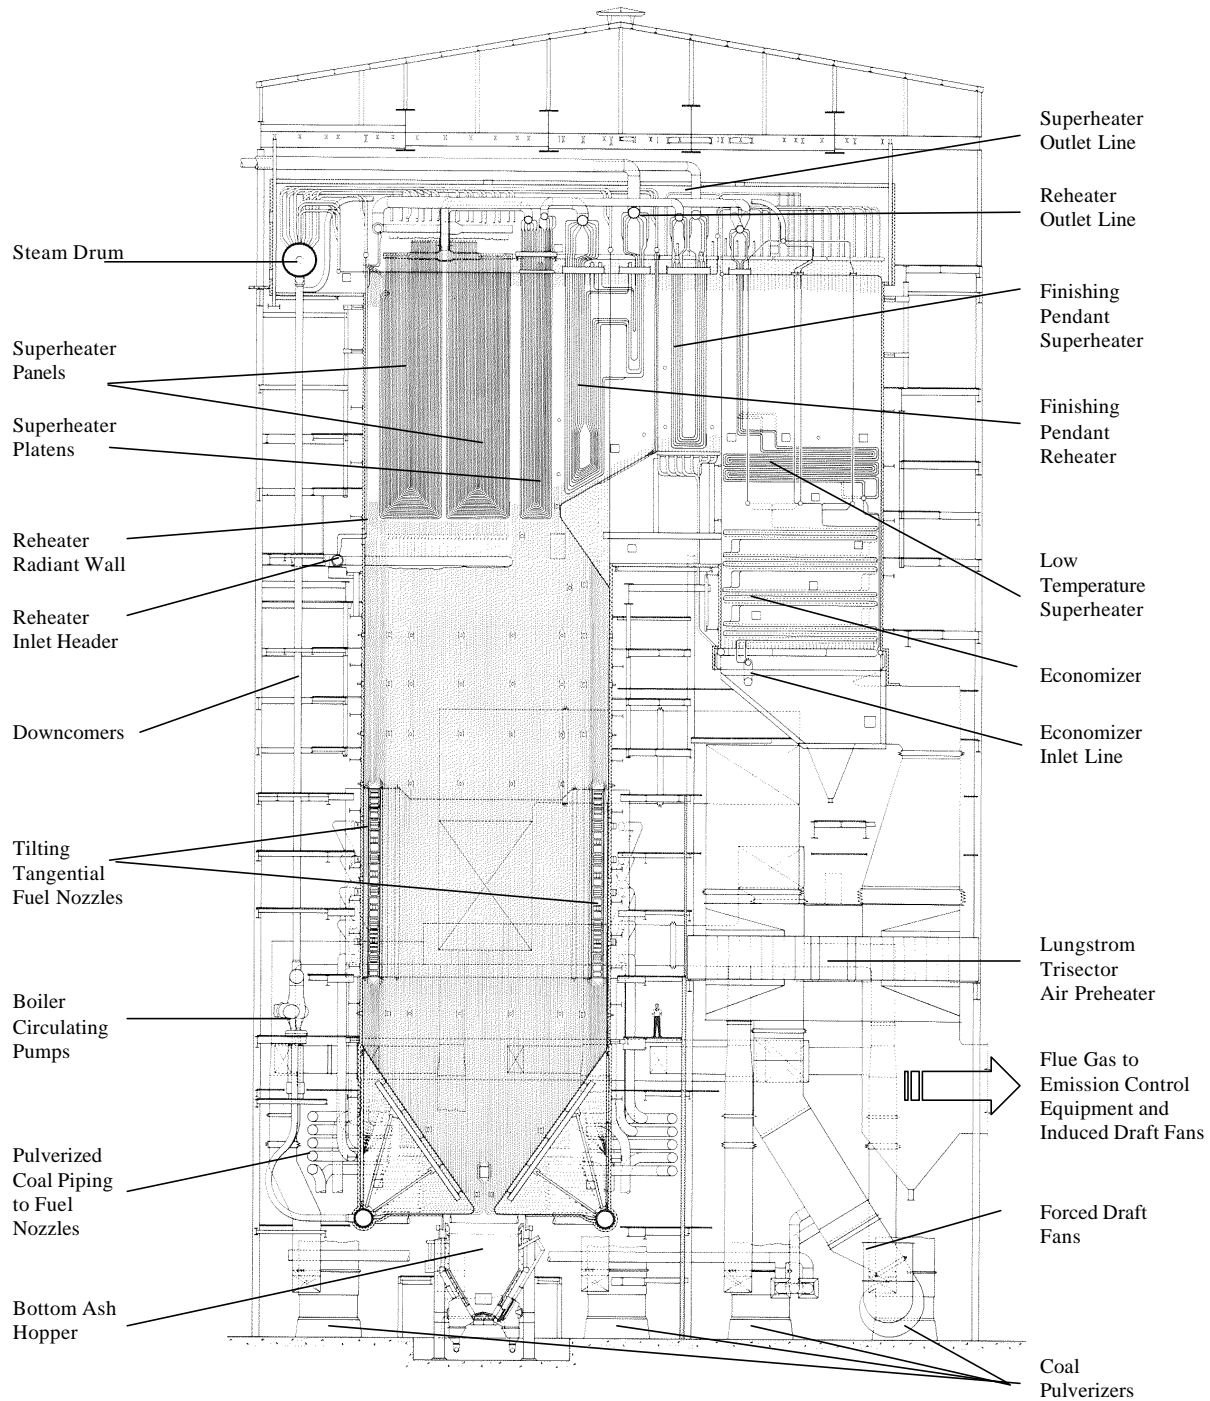 Superheater
Outlet Line
Reheater
Outlet Line
Steam Drum
Finishing
Pendant
Superheater
Superheater
Panels
Finishing
Pendant
Reheater
Superheater
Platens
Reheater
Radiant Wall
Low
Temperature
Superheater
Reheater
Inlet Header
Economizer
Downcomers
Economizer
Inlet Line
Tilting
Tangential
Fuel Nozzles
Lungstrom
Trisector
Air Preheater
Boiler
Circulating
Pumps
Flue Gas to
Emission Control
Equipment and
Induced Draft Fans
Pulverized
Coal Piping
to Fuel
Nozzles
Forced Draft
Fans
Bottom Ash
Hopper
Coal
Pulverizers